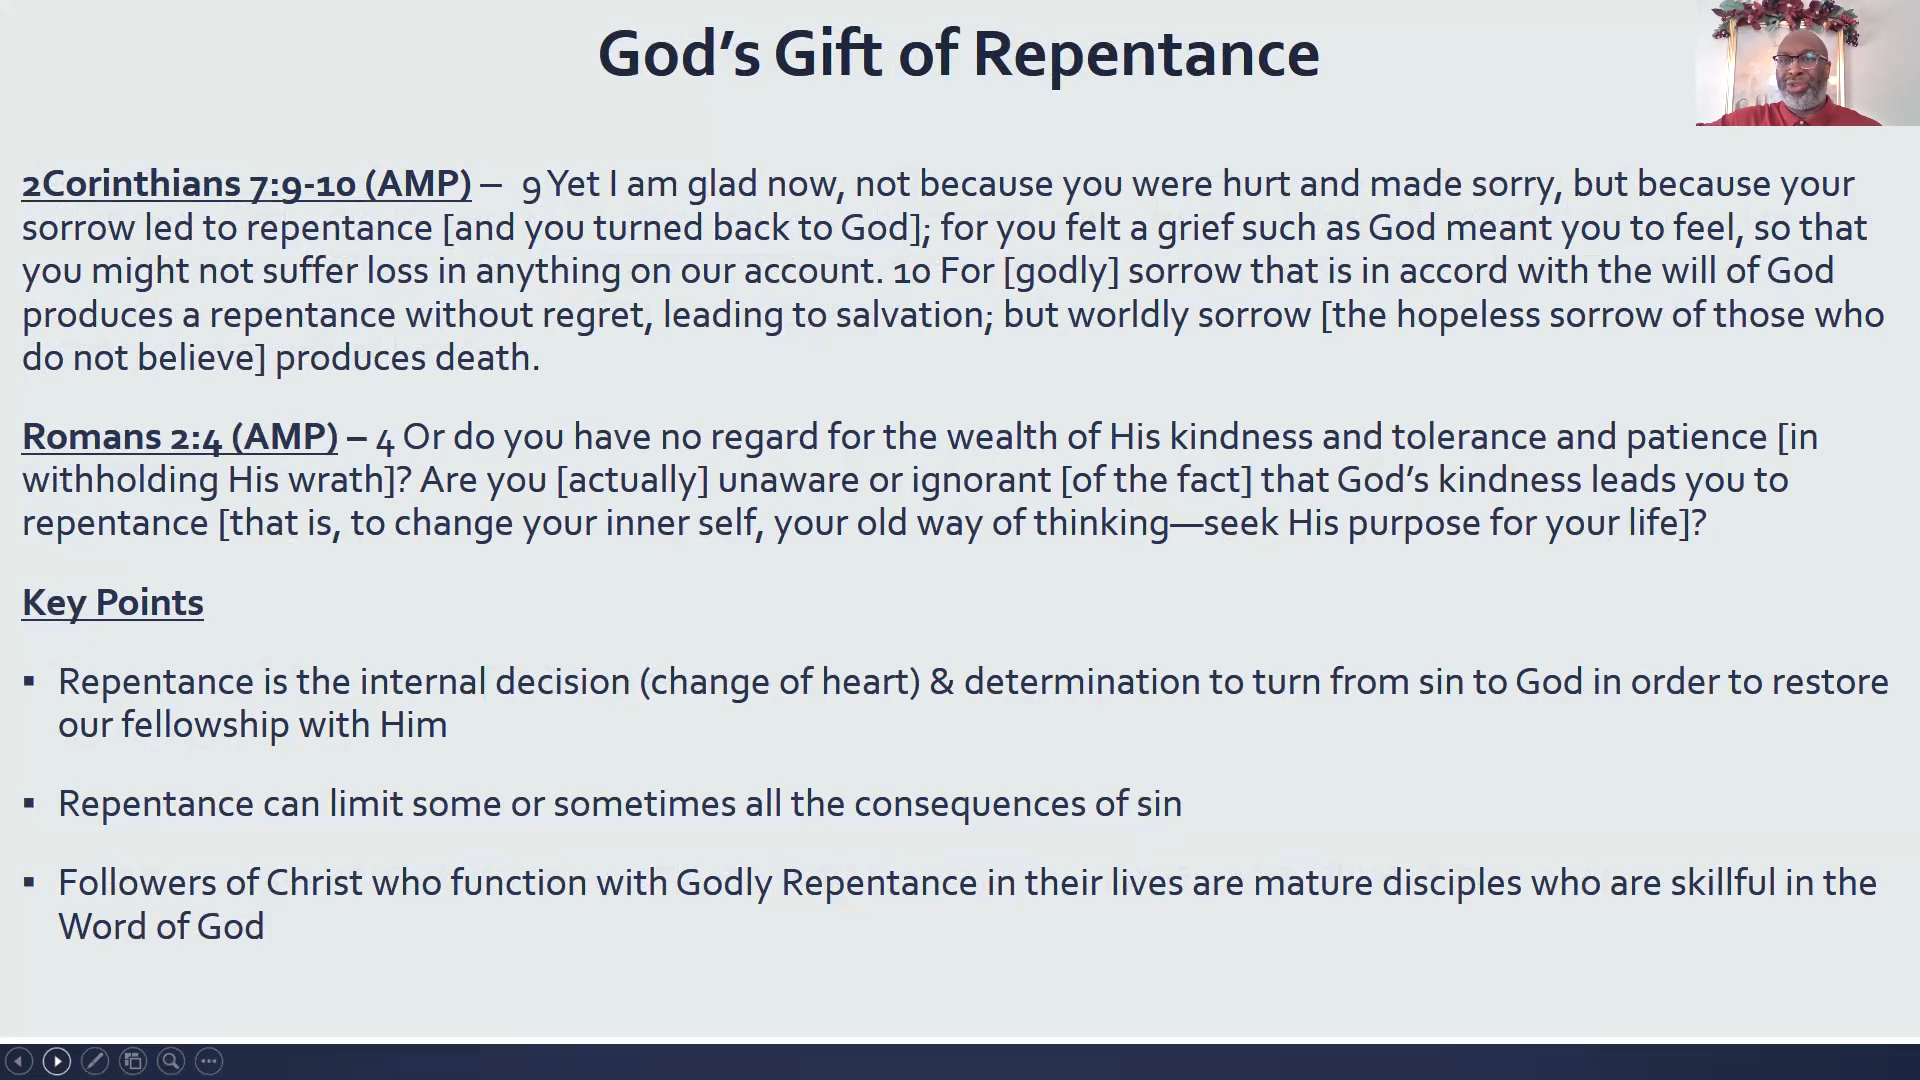 God's Gift of Repentance
2Corinthians 7:9-10 (AMP) – 9 Yet I am glad now, not because you were hurt and made sorry, but because your
sorrow led to repentance [and you turned back to God]; for you felt a grief such as God meant you to feel, so that
you might not suffer loss in anything on our account. 10 For [godly] sorrow that is in accord with the will of God
produces a repentance without regret, leading to salvation; but worldly sorrow [the hopeless sorrow of those who
do not believe] produces death.
Romans 2:4 (AMP) – 4 Or do you have no regard for the wealth of His kindness and tolerance and patience [in
withholding His wrath]? Are you [actually] unaware or ignorant [of the fact] that God's kindness leads you to
repentance [that is, to change your inner self, your old way of thinking—seek His purpose for your life]?
Key Points
▪ Repentance is the internal decision (change of heart) & determination to turn from sin to God in order to restore
our fellowship with Him
▪ Repentance can limit some or sometimes all the consequences of sin
▪ Followers of Christ who function with Godly Repentance in their lives are mature disciples who are skillful in the
Word of God